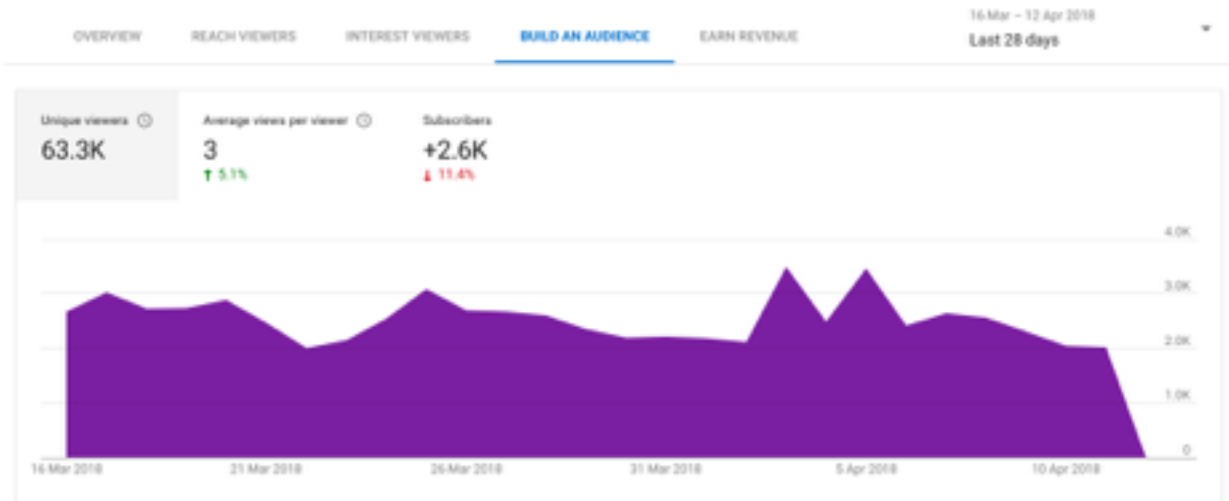 16 Mar – 12 Apr 2018
OVERVIEW REACH VIEWERS INTEREST VIEWERS BUILD AN AUDIENCE EARN REVENUE Last 28 days
Unique viewers Average views per viewer Subscribers
63.3K 3 +2.6K
↑ 5.1% ↓ 11.4%
4.0K
3.0K
2.0K
1.0K
0
16 Mar 2018 21 Mar 2018 26 Mar 2018 31 Mar 2018 5 Apr 2018 10 Apr 2018